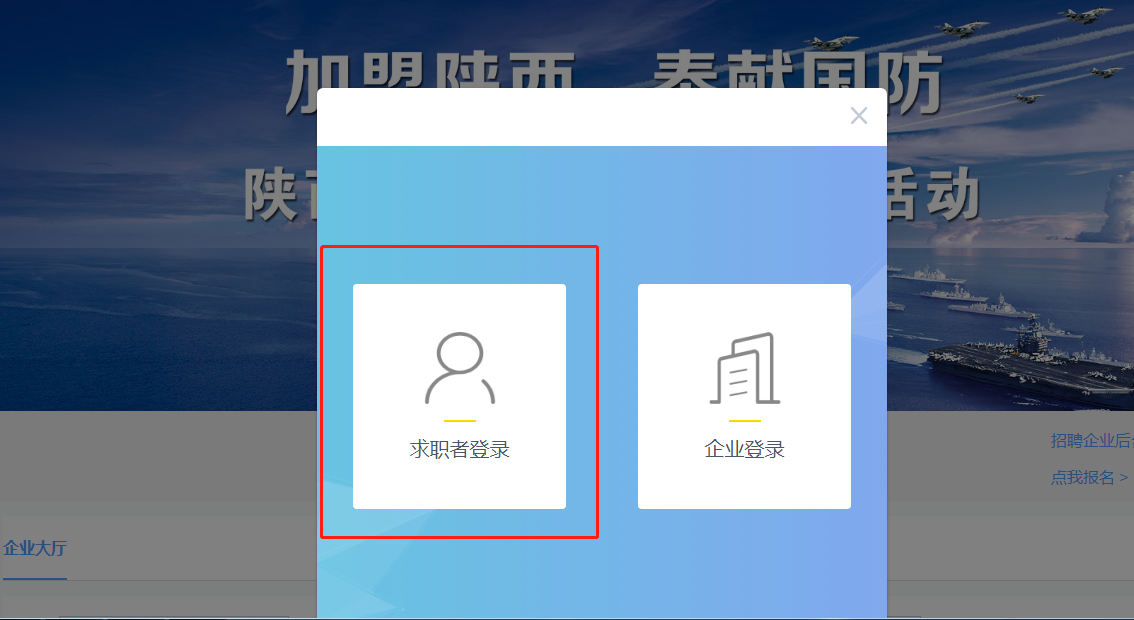 加盟陕西 奉献国防
陕
活动
求职者登录
企业登录
招聘企业后
点我报名 >
企业大厅